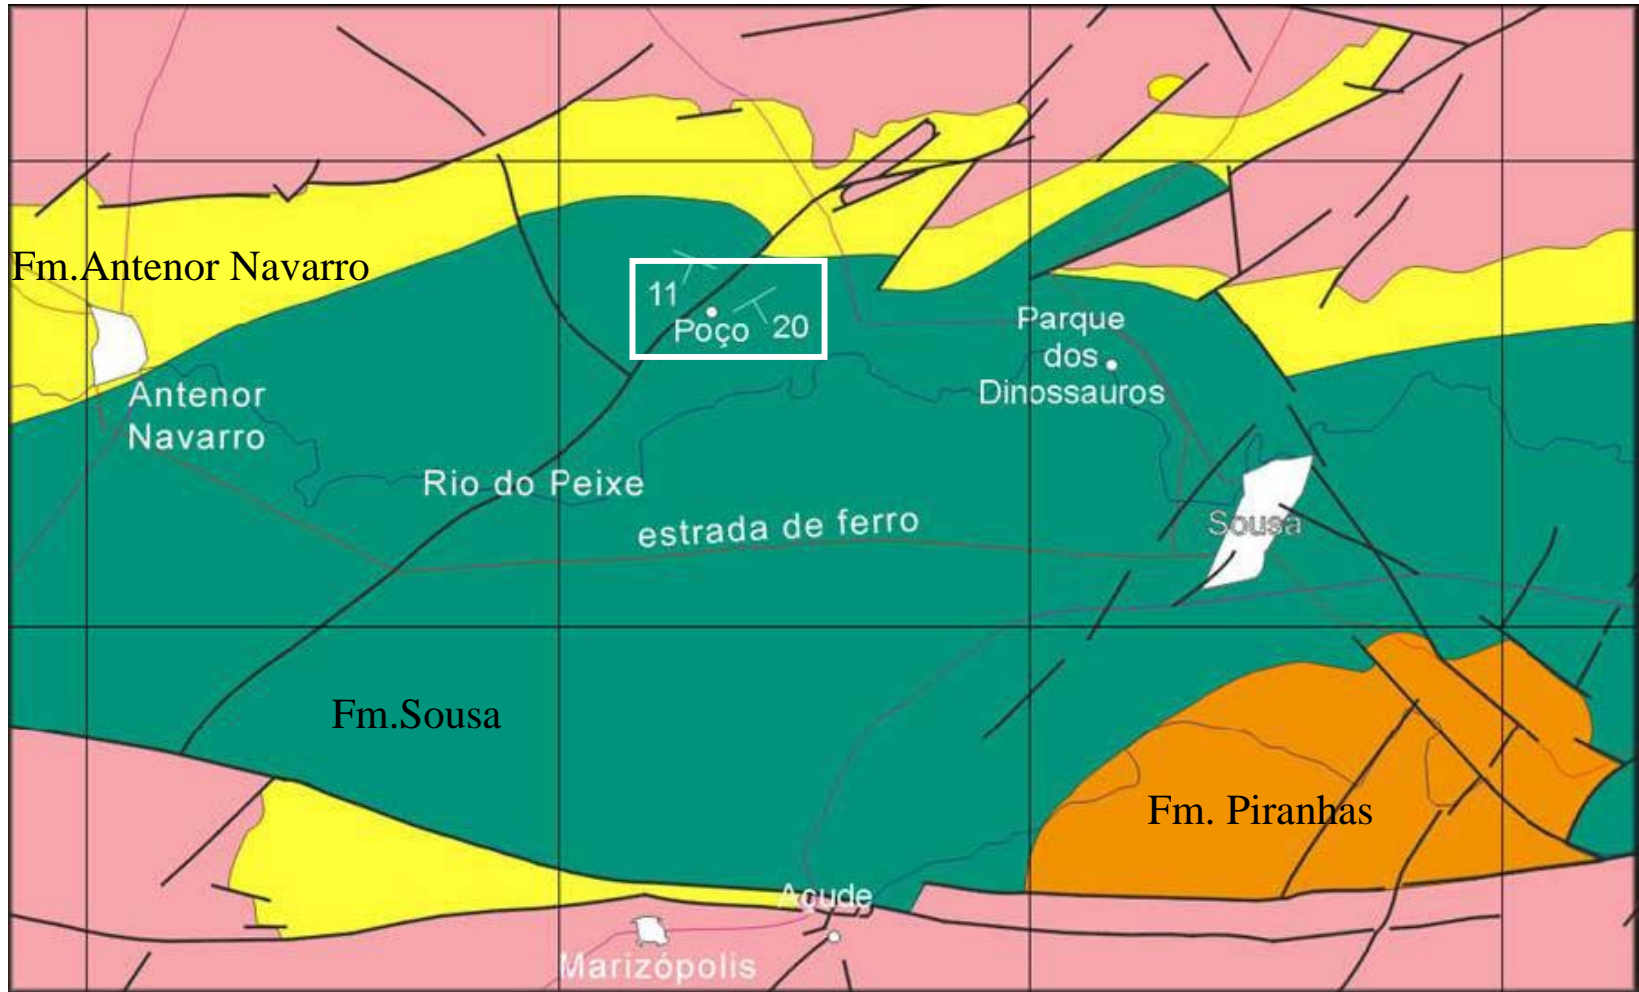 Fm.Antenor Navarro
11
Poço 20
Parque
dos
Dinossauros
Antenor
Navarro
Rio do Peixe
estrada de ferro
Sousa
Fm.Sousa
Fm. Piranhas
Açude
Marizópolis